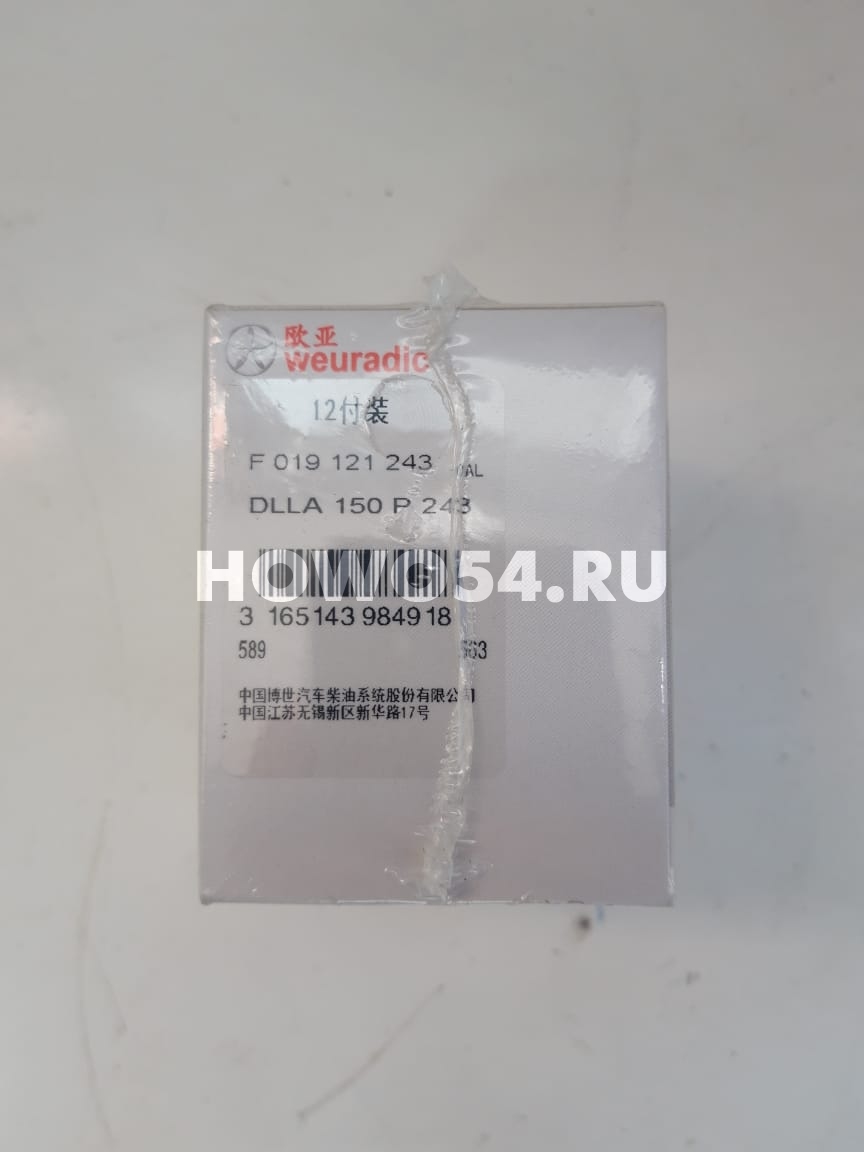 欧亚
weuradic
12付装
F 019 121 243
DLLA 150 P 243
HOWO54.RU
3 165143 984918
589
中国博世汽车柴油系统股份有限公司
中国江苏无锡新区新华路17号